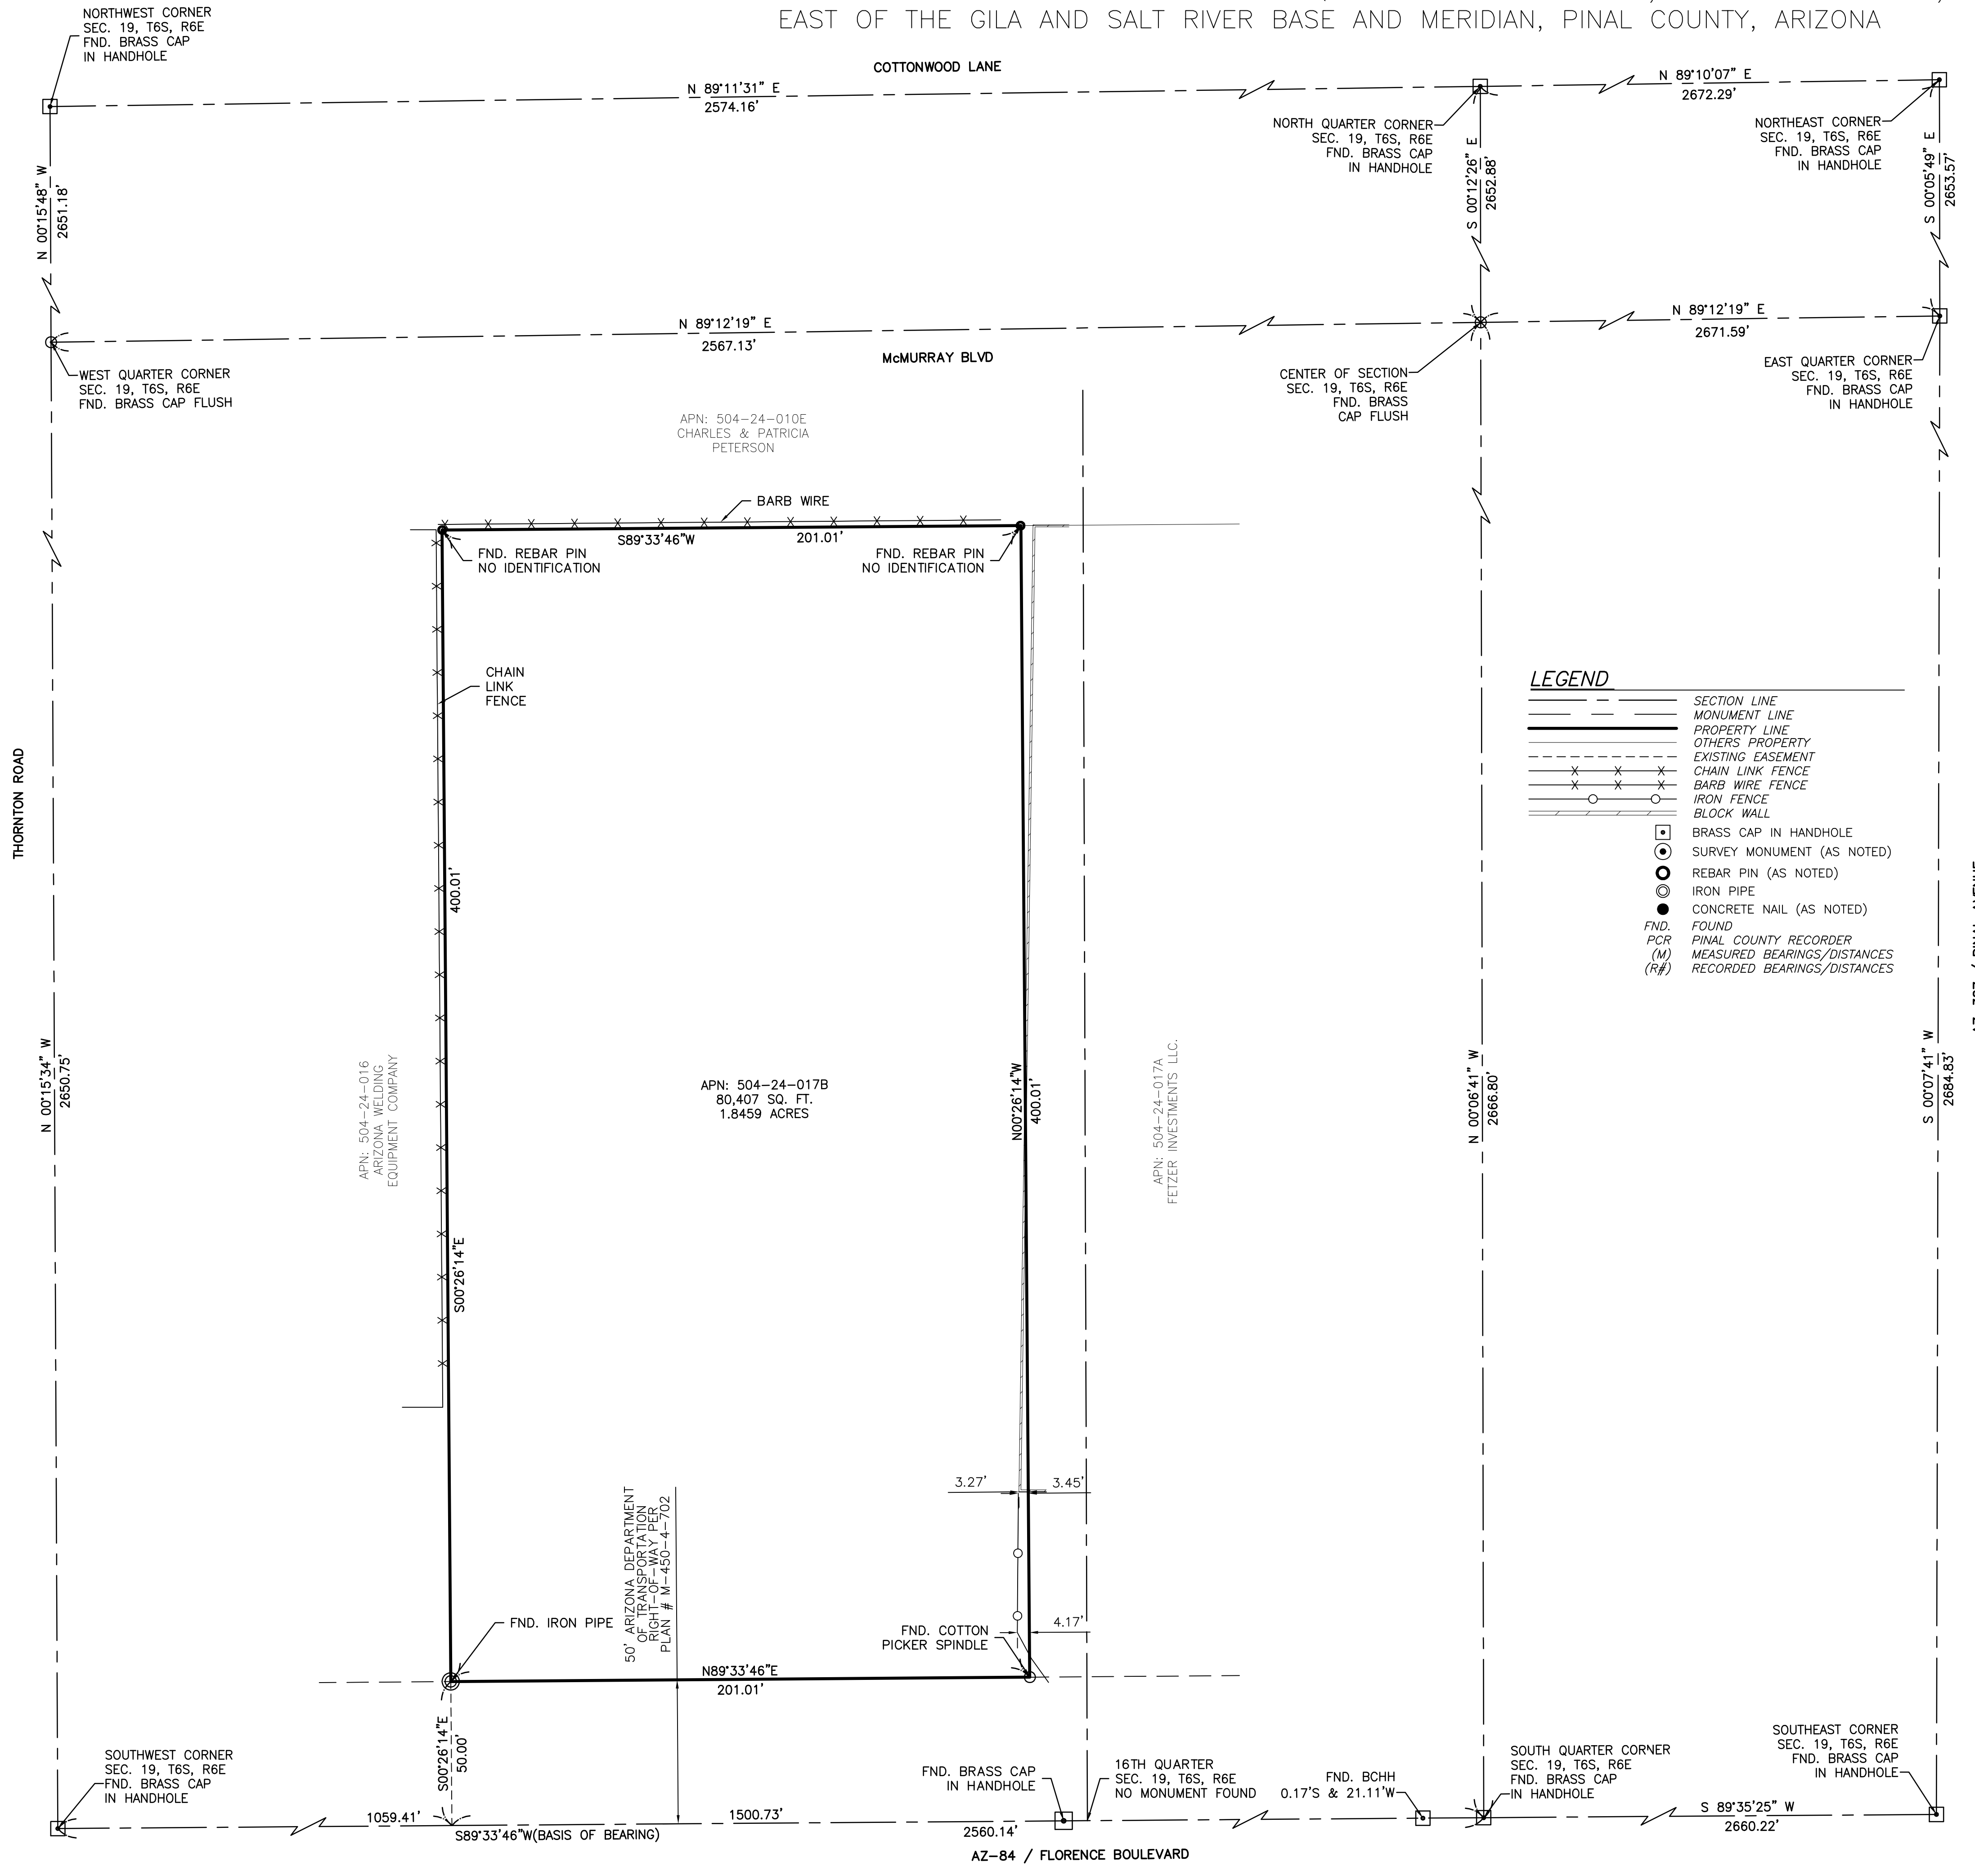 EAST OF THE GILA AND SALT RIVER BASE AND MERIDIAN, PINAL COUNTY, ARIZONA
NORTHWEST CORNER
SEC. 19, T6S, R6E
FND. BRASS CAP
IN HANDHOLE
COTTONWOOD LANE
N 89°11'31" E
2574.16'
N 89°10'07" E
2672.29'
NORTH QUARTER CORNER
SEC. 19, T6S, R6E
FND. BRASS CAP
IN HANDHOLE
NORTHEAST CORNER
SEC. 19, T6S, R6E
FND. BRASS CAP
IN HANDHOLE
N 00°15'48" W
2651.18'
S 00°12'26" E
2652.88'
S 00°05'49" E
2653.57'
N 89°12'19" E
2567.13'
N 89°12'19" E
2671.59'
McMURRAY BLVD
WEST QUARTER CORNER
SEC. 19, T6S, R6E
FND. BRASS CAP FLUSH
CENTER OF SECTION
SEC. 19, T6S, R6E
FND. BRASS
CAP FLUSH
EAST QUARTER CORNER
SEC. 19, T6S, R6E
FND. BRASS CAP
IN HANDHOLE
APN: 504-24-010E
CHARLES & PATRICIA
PETERSON
BARB WIRE
S89°33'46"W
201.01'
FND. REBAR PIN
NO IDENTIFICATION
FND. REBAR PIN
NO IDENTIFICATION
CHAIN
LINK
FENCE
THORNTON ROAD
400.01'
LEGEND
SECTION LINE
MONUMENT LINE
PROPERTY LINE
OTHERS PROPERTY
EXISTING EASEMENT
CHAIN LINK FENCE
BARB WIRE FENCE
IRON FENCE
BLOCK WALL
BRASS CAP IN HANDHOLE
SURVEY MONUMENT (AS NOTED)
REBAR PIN (AS NOTED)
IRON PIPE
CONCRETE NAIL (AS NOTED)
FND. FOUND
PCR PINAL COUNTY RECORDER
(M) MEASURED BEARINGS/DISTANCES
(R#) RECORDED BEARINGS/DISTANCES
N 00°15'34" W
2650.75'
APN: 504-24-016
ARIZONA WELDING
EQUIPMENT COMPANY
APN: 504-24-017B
80,407 SQ. FT.
1.8459 ACRES
N00°26'14"W
400.01'
APN: 504-24-017A
FETZER INVESTMENTS LLC.
N 00°06'41" W
2666.80'
S 00°07'41" W
2684.83'
S00°26'14"E
3.27'
3.45'
50' ARIZONA DEPARTMENT
OF TRANSPORTATION
RIGHT-OF-WAY PER
PLAN # M-450-4-702
FND. IRON PIPE
FND. COTTON
PICKER SPINDLE
4.17'
N89°33'46"E
201.01'
S00°26'14"E
50.00'
SOUTHWEST CORNER
SEC. 19, T6S, R6E
FND. BRASS CAP
IN HANDHOLE
FND. BRASS CAP
IN HANDHOLE
16TH QUARTER
SEC. 19, T6S, R6E
NO MONUMENT FOUND
FND. BCHH
0.17'S & 21.11'W
SOUTH QUARTER CORNER
SEC. 19, T6S, R6E
FND. BRASS CAP
IN HANDHOLE
SOUTHEAST CORNER
SEC. 19, T6S, R6E
FND. BRASS CAP
IN HANDHOLE
1059.41'
1500.73'
S89°33'46"W(BASIS OF BEARING)
2560.14'
S 89°35'25" W
2660.22'
AZ-84 / FLORENCE BOULEVARD